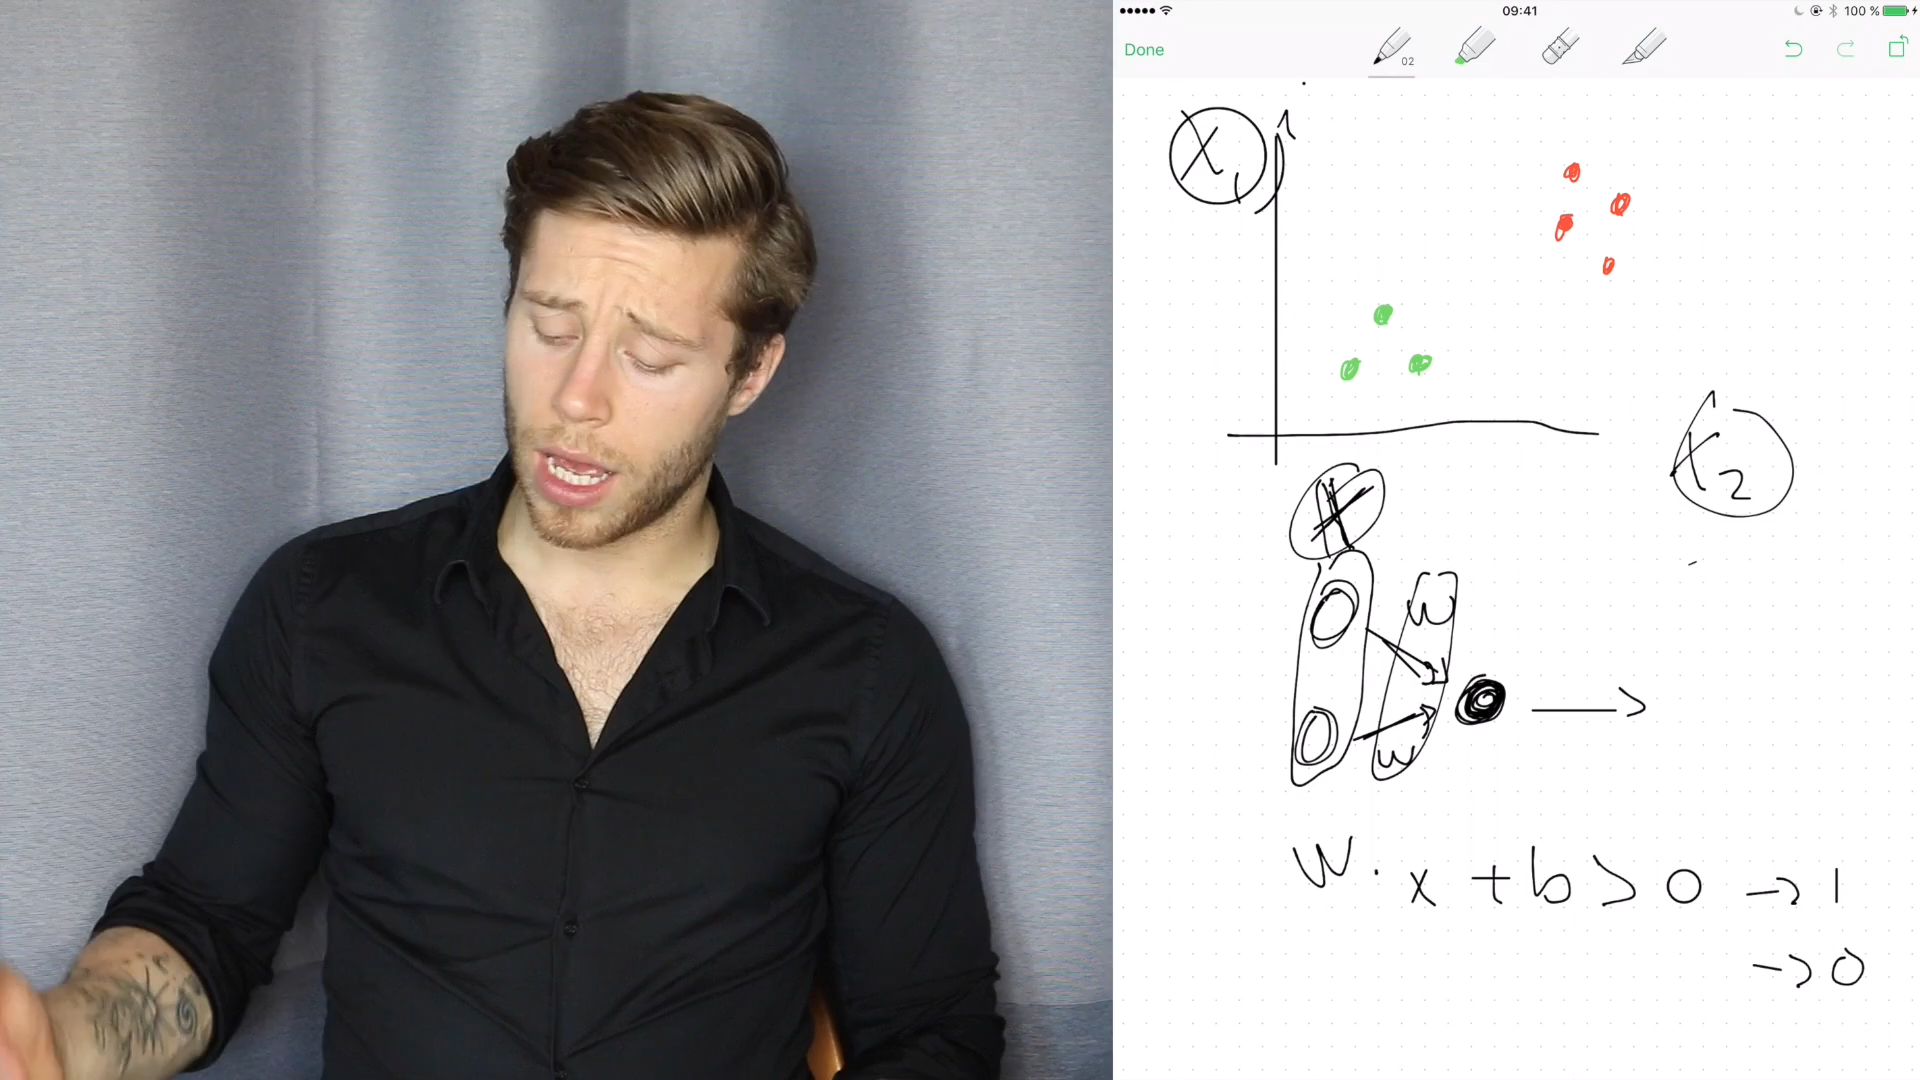 09:41
100 %
Done
02
X1
X2
X
W
W
W . x + b > 0 -> 1
-> 0